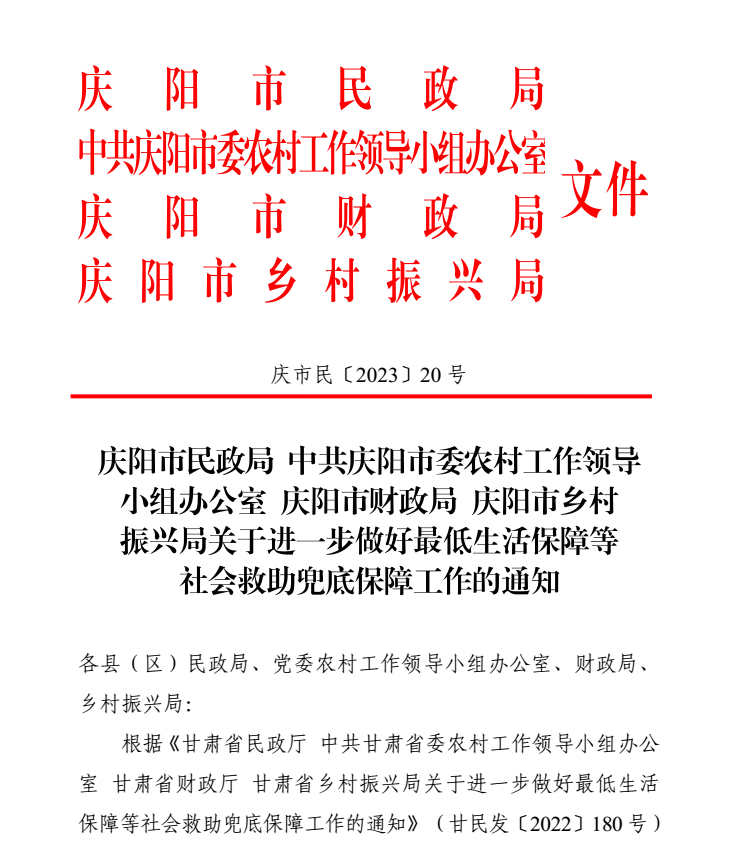 庆阳市民政局
中共庆阳市委农村工作领导小组办公室
文件
庆阳市财政局
庆阳市乡村振兴局
庆市民〔2023〕20 号
庆阳市民政局 中共庆阳市委农村工作领导
小组办公室 庆阳市财政局 庆阳市乡村
振兴局关于进一步做好最低生活保障等
社会救助兜底保障工作的通知
各县（区）民政局、党委农村工作领导小组办公室、财政局、
乡村振兴局：
根据《甘肃省民政厅 中共甘肃省委农村工作领导小组办公
室 甘肃省财政厅 甘肃省乡村振兴局关于进一步做好最低生活
保障等社会救助兜底保障工作的通知》（甘民发〔2022〕180 号）